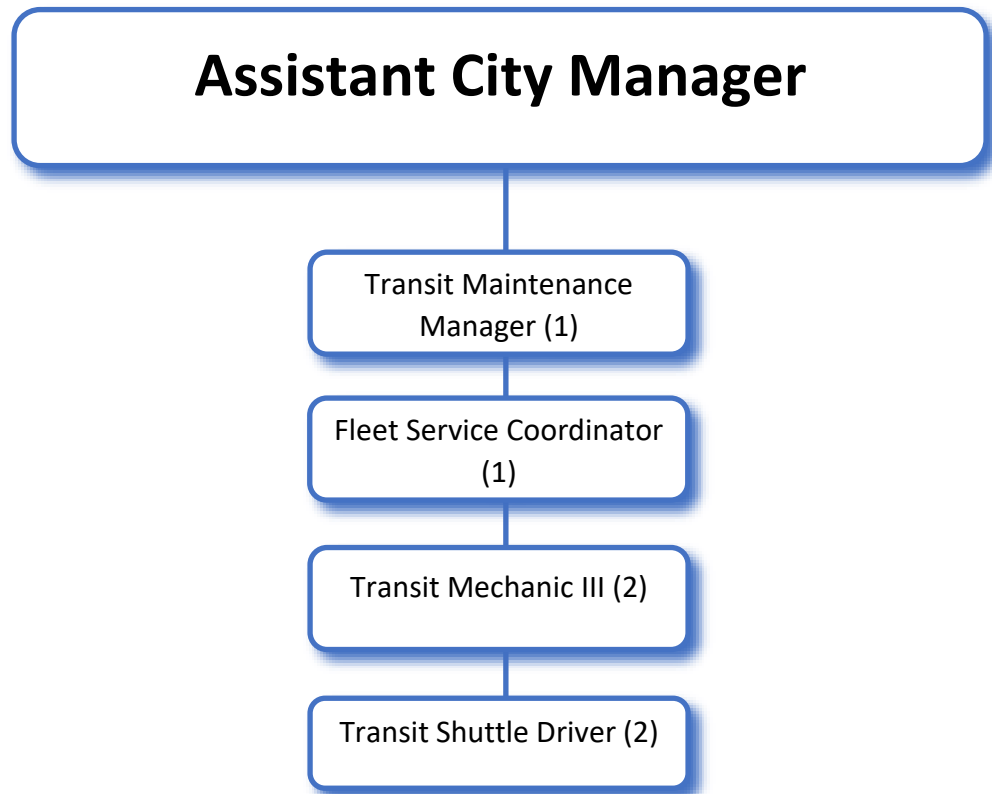 Assistant City Manager
Transit Maintenance
Manager (1)
Fleet Service Coordinator
(1)
Transit Mechanic III (2)
Transit Shuttle Driver (2)